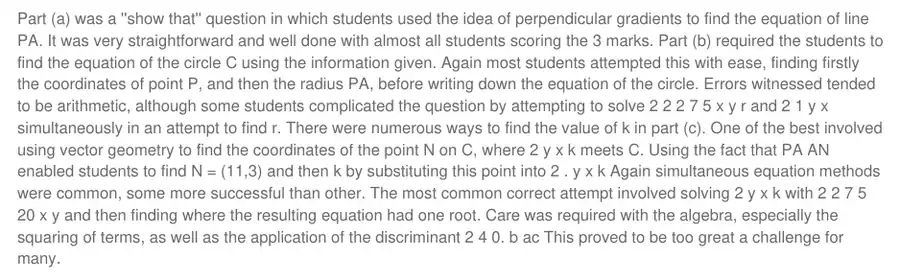 Part (a) was a "show that" question in which students used the idea of perpendicular gradients to find the equation of line
PA. It was very straightforward and well done with almost all students scoring the 3 marks. Part (b) required the students to
find the equation of the circle C using the information given. Again most students attempted this with ease, finding firstly
the coordinates of point P, and then the radius PA, before writing down the equation of the circle. Errors witnessed tended
to be arithmetic, although some students complicated the question by attempting to solve 2 2 2 7 5 x y r and 2 1 y x
simultaneously in an attempt to find r. There were numerous ways to find the value of k in part (c). One of the best involved
using vector geometry to find the coordinates of the point N on C, where 2 y x k meets C. Using the fact that PA AN
enabled students to find N = (11,3) and then k by substituting this point into 2 . y x k Again simultaneous equation methods
were common, some more successful than other. The most common correct attempt involved solving 2 y x k with 2 2 7 5
20 x y and then finding where the resulting equation had one root. Care was required with the algebra, especially the
squaring of terms, as well as the application of the discriminant 2 4 0. b ac This proved to be too great a challenge for
many.